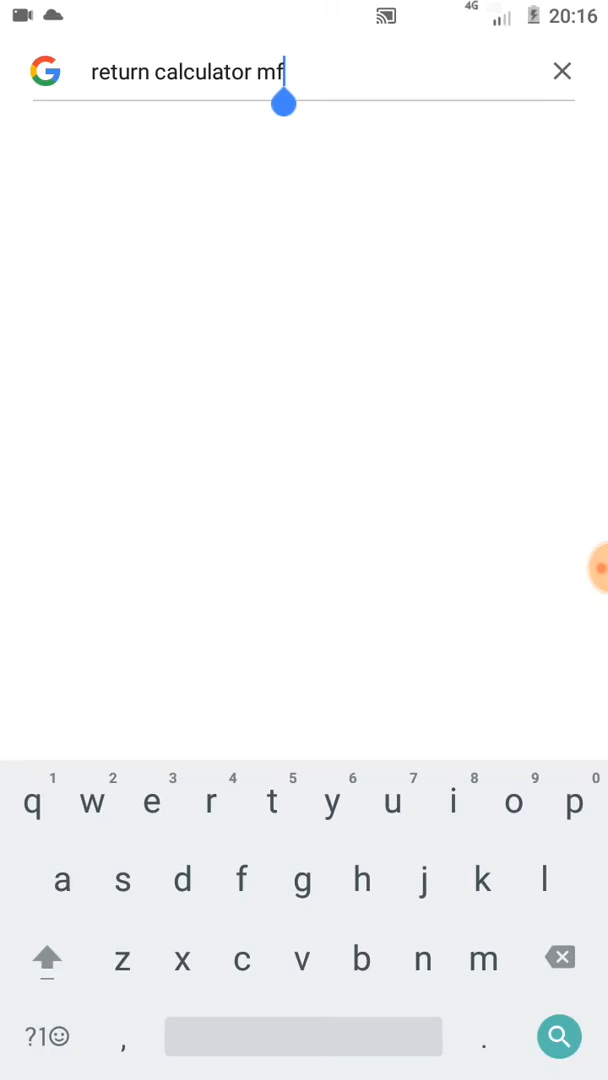 4G 20:16
return calculator mf
1 2 3 4 5 6 7 8 9 0
q w e r t y u i o p
a s d f g h j k l
z x c v b n m
?1☺ , .